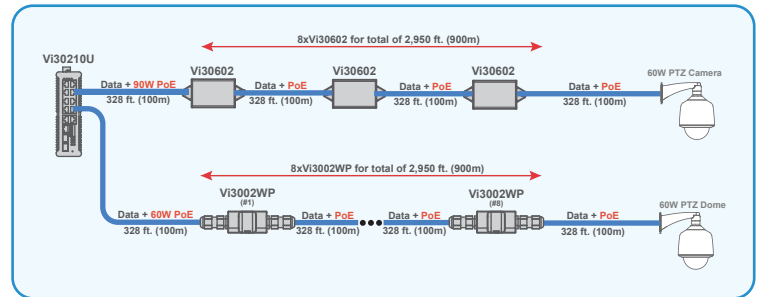 8xVi30602 for total of 2,950 ft. (900m)
Vi30210U
Vi30602
Vi30602
Vi30602
60W PTZ Camera
Data + 90W PoE
Data + PoE
Data + PoE
Data + PoE
328 ft. (100m)
328 ft. (100m)
328 ft. (100m)
328 ft. (100m)
8xVi3002WP for total of 2,950 ft. (900m)
Vi3002WP
(#1)
Vi3002WP
(#8)
60W PTZ Dome
Data + 60W PoE
Data + PoE
Data + PoE
Data + PoE
328 ft. (100m)
328 ft. (100m)
328 ft. (100m)
328 ft. (100m)